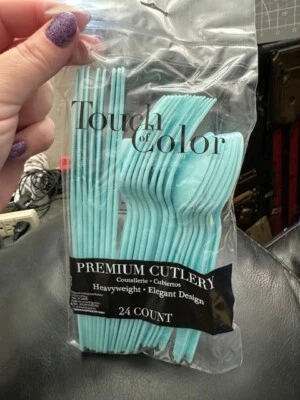 Touch
of
Color
PREMIUM CUTLERY
Coutellerie • Cubiertos
Heavyweight • Elegant Design
24 COUNT